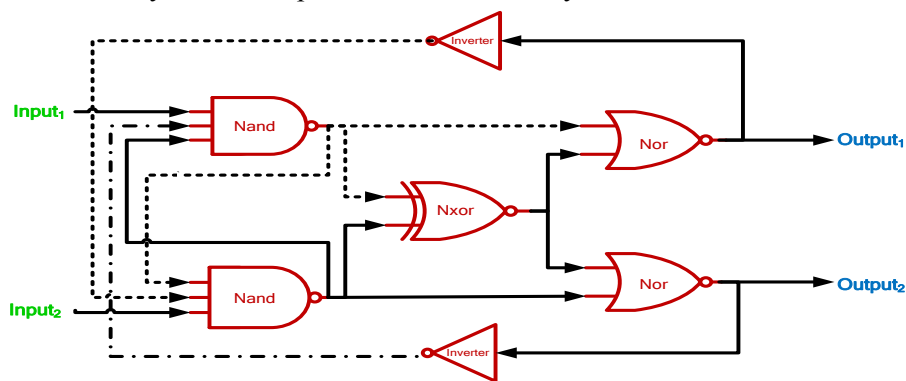 Inverter
Input₁
Nand
Nor
Output₁
Nxor
Nand
Nor
Output₂
Input₂
Inverter